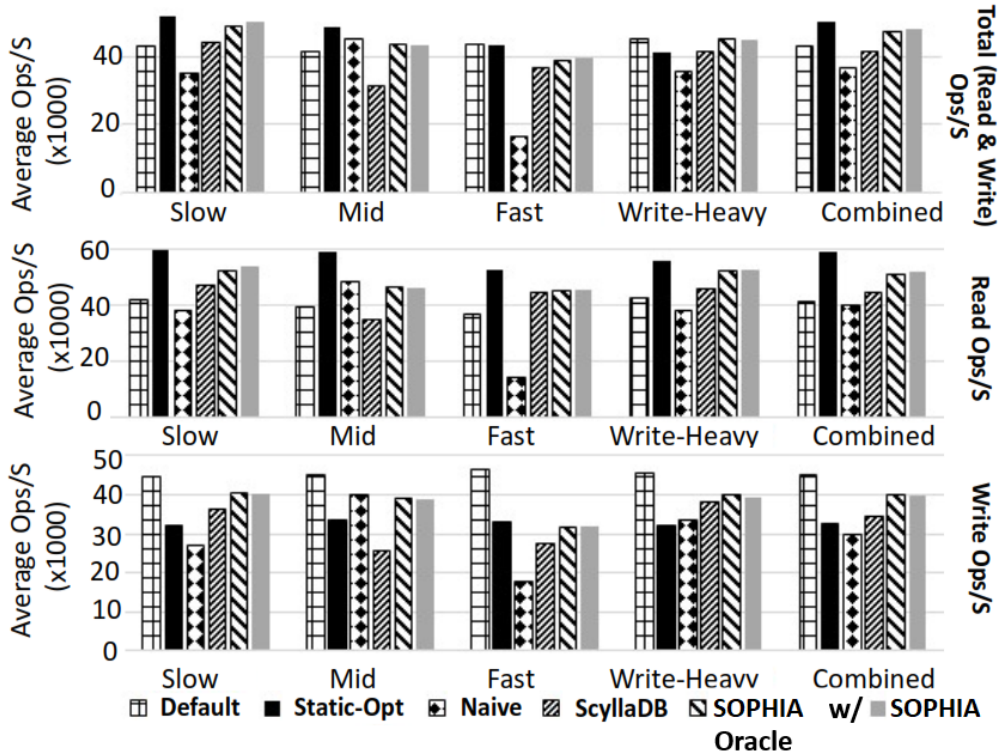 Average Ops/S
(x1000)
40
20
0
Slow Mid Fast Write-Heavy Combined
Total (Read & Write)
Ops/S
Average Ops/S
(x1000)
60
40
20
0
Slow Mid Fast Write-Heavy Combined
Read Ops/S
Average Ops/S
(x1000)
50
40
30
20
10
0
Slow Mid Fast Write-Heavy Combined
Write Ops/S
Default Static-Opt Naive ScyllaDB SOPHIA w/ SOPHIA
Oracle